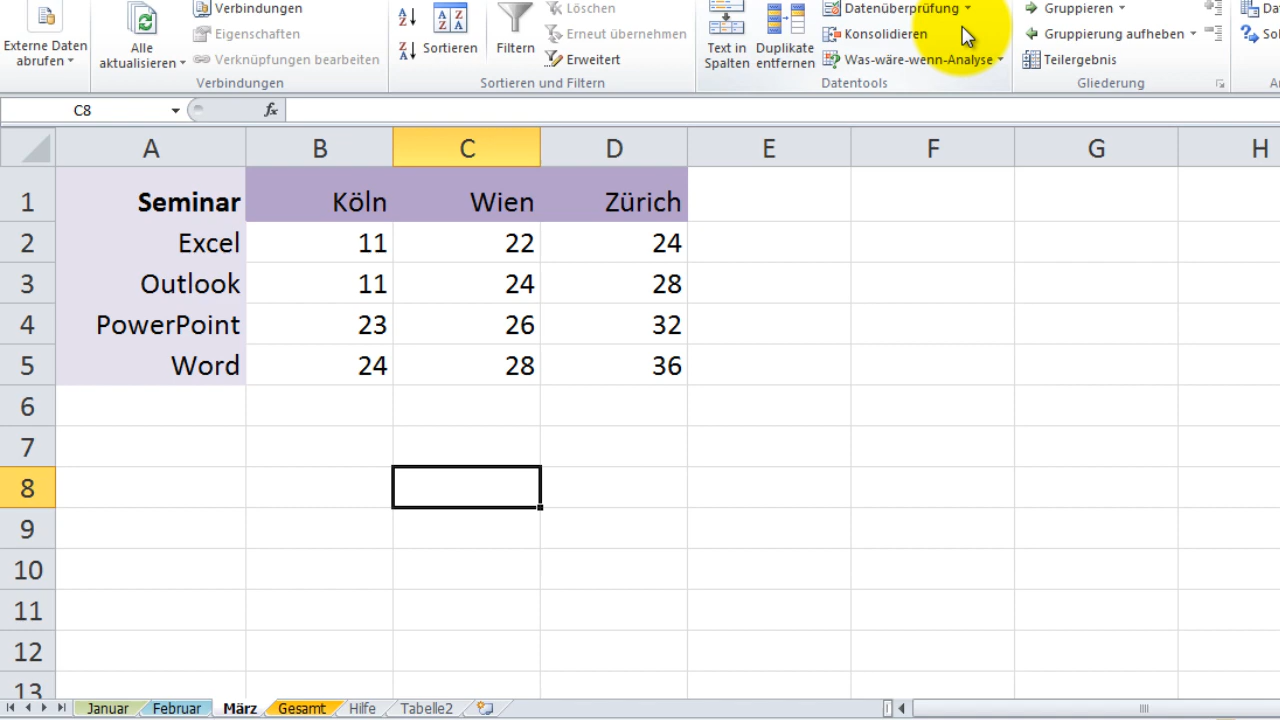 Verbindungen
Löschen
Datenüberprüfung
Gruppieren
Eigenschaften
Erneut übernehmen
Konsolidieren
Gruppierung aufheben
Externe Daten abrufen
Alle aktualisieren
Verknüpfungen bearbeiten
Sortieren
Filtern
Erweitert
Text in Spalten
Duplikate entfernen
Was-wäre-wenn-Analyse
Teilergebnis
Verbindungen
Sortieren und Filtern
Datentools
Gliederung
C8
fx
A B C D E F G H
1 Seminar Köln Wien Zürich
2 Excel 11 22 24
3 Outlook 11 24 28
4 PowerPoint 23 26 32
5 Word 24 28 36
6
7
8
9
10
11
12
13
Januar Februar März Gesamt Hilfe Tabelle2